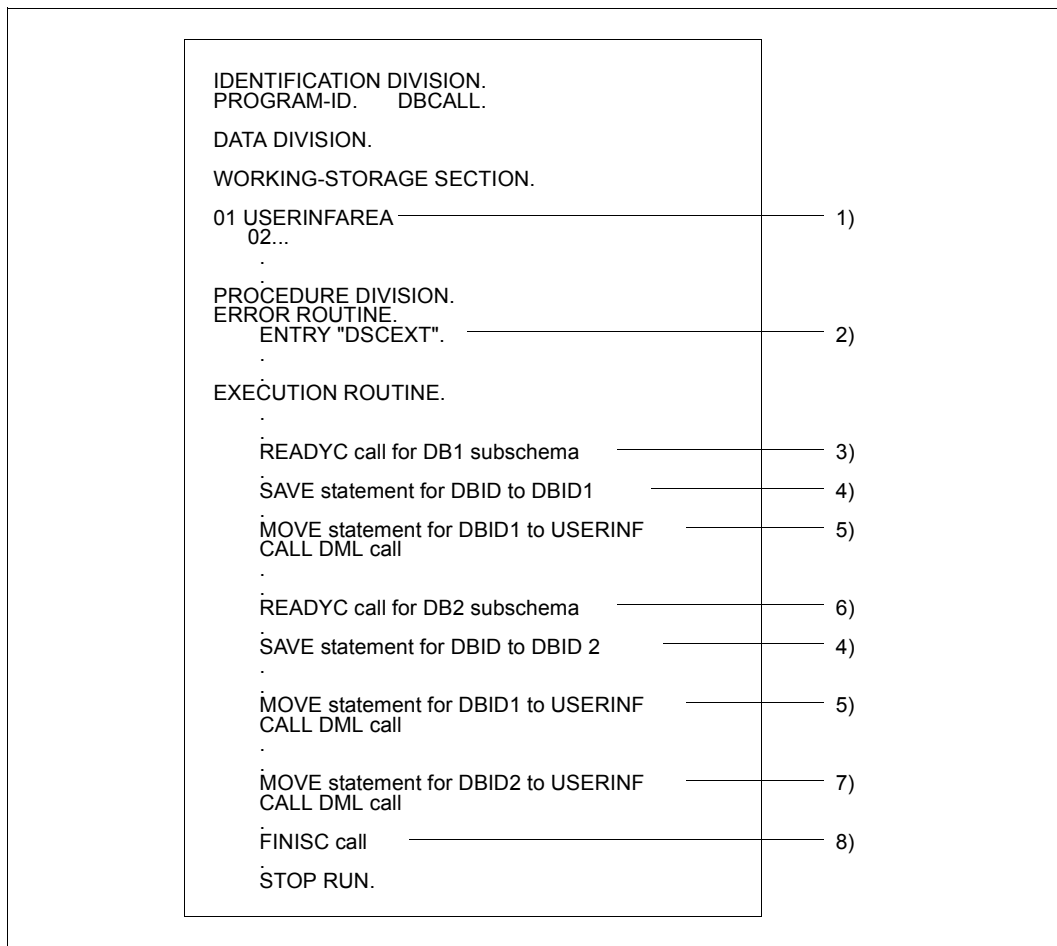 IDENTIFICATION DIVISION.
PROGRAM-ID. DBCALL.
DATA DIVISION.
WORKING-STORAGE SECTION.
01 USERINFAREA 1)
02...
.
.
PROCEDURE DIVISION.
ERROR ROUTINE.
ENTRY "DSCEXT". 2)
.
.
EXECUTION ROUTINE.
.
.
READYC call for DB1 subschema 3)
.
SAVE statement for DBID to DBID1 4)
.
MOVE statement for DBID1 to USERINF 5)
CALL DML call
.
.
READYC call for DB2 subschema 6)
.
SAVE statement for DBID to DBID 2 4)
.
.
MOVE statement for DBID1 to USERINF 5)
CALL DML call
.
.
MOVE statement for DBID2 to USERINF 7)
CALL DML call
.
FINISC call 8)
.
STOP RUN.